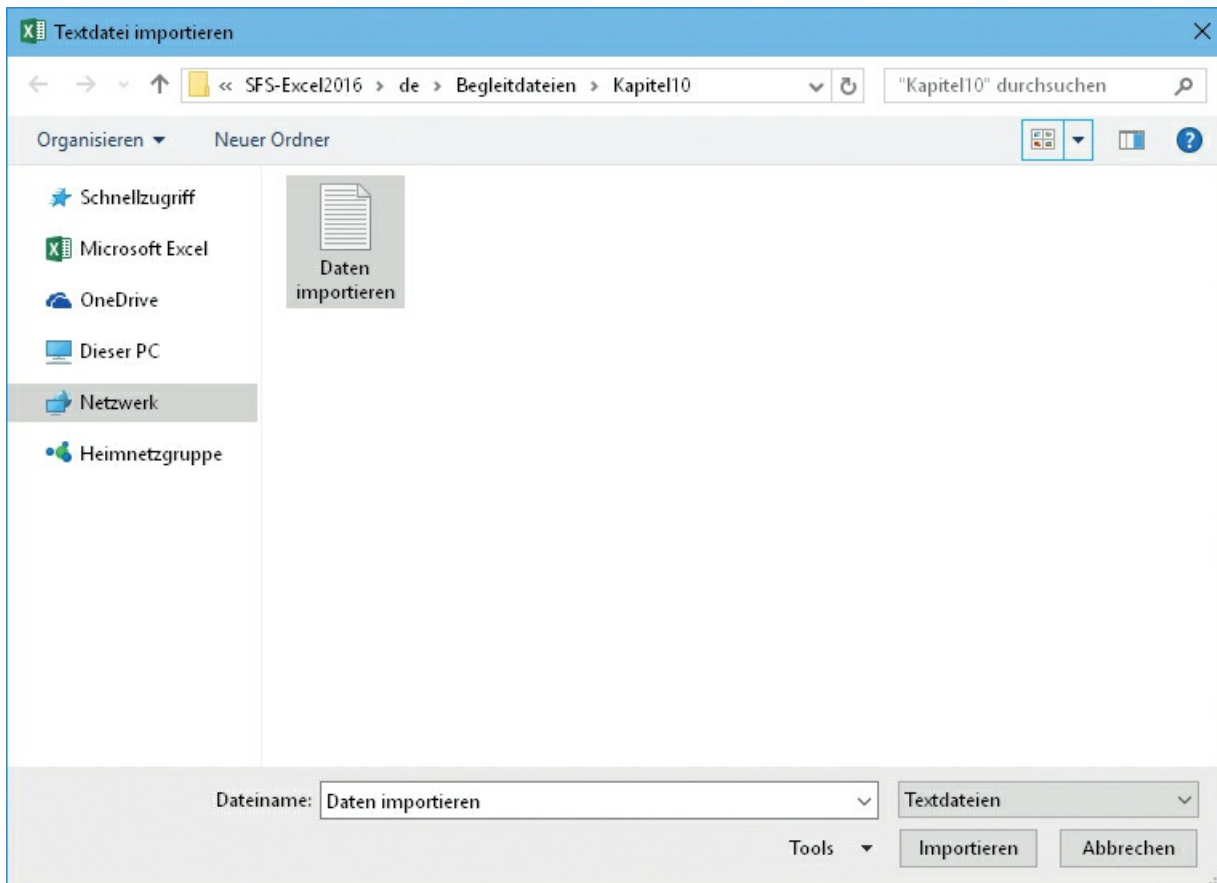 Textdatei importieren
« SFS-Excel2016 › de › Begleitdateien › Kapitel10
"Kapitel10" durchsuchen
Organisieren
Neuer Ordner
Schnellzugriff
Microsoft Excel
OneDrive
Dieser PC
Netzwerk
Heimnetzgruppe
Daten
importieren
Dateiname: Daten importieren
Textdateien
Tools
Importieren
Abbrechen